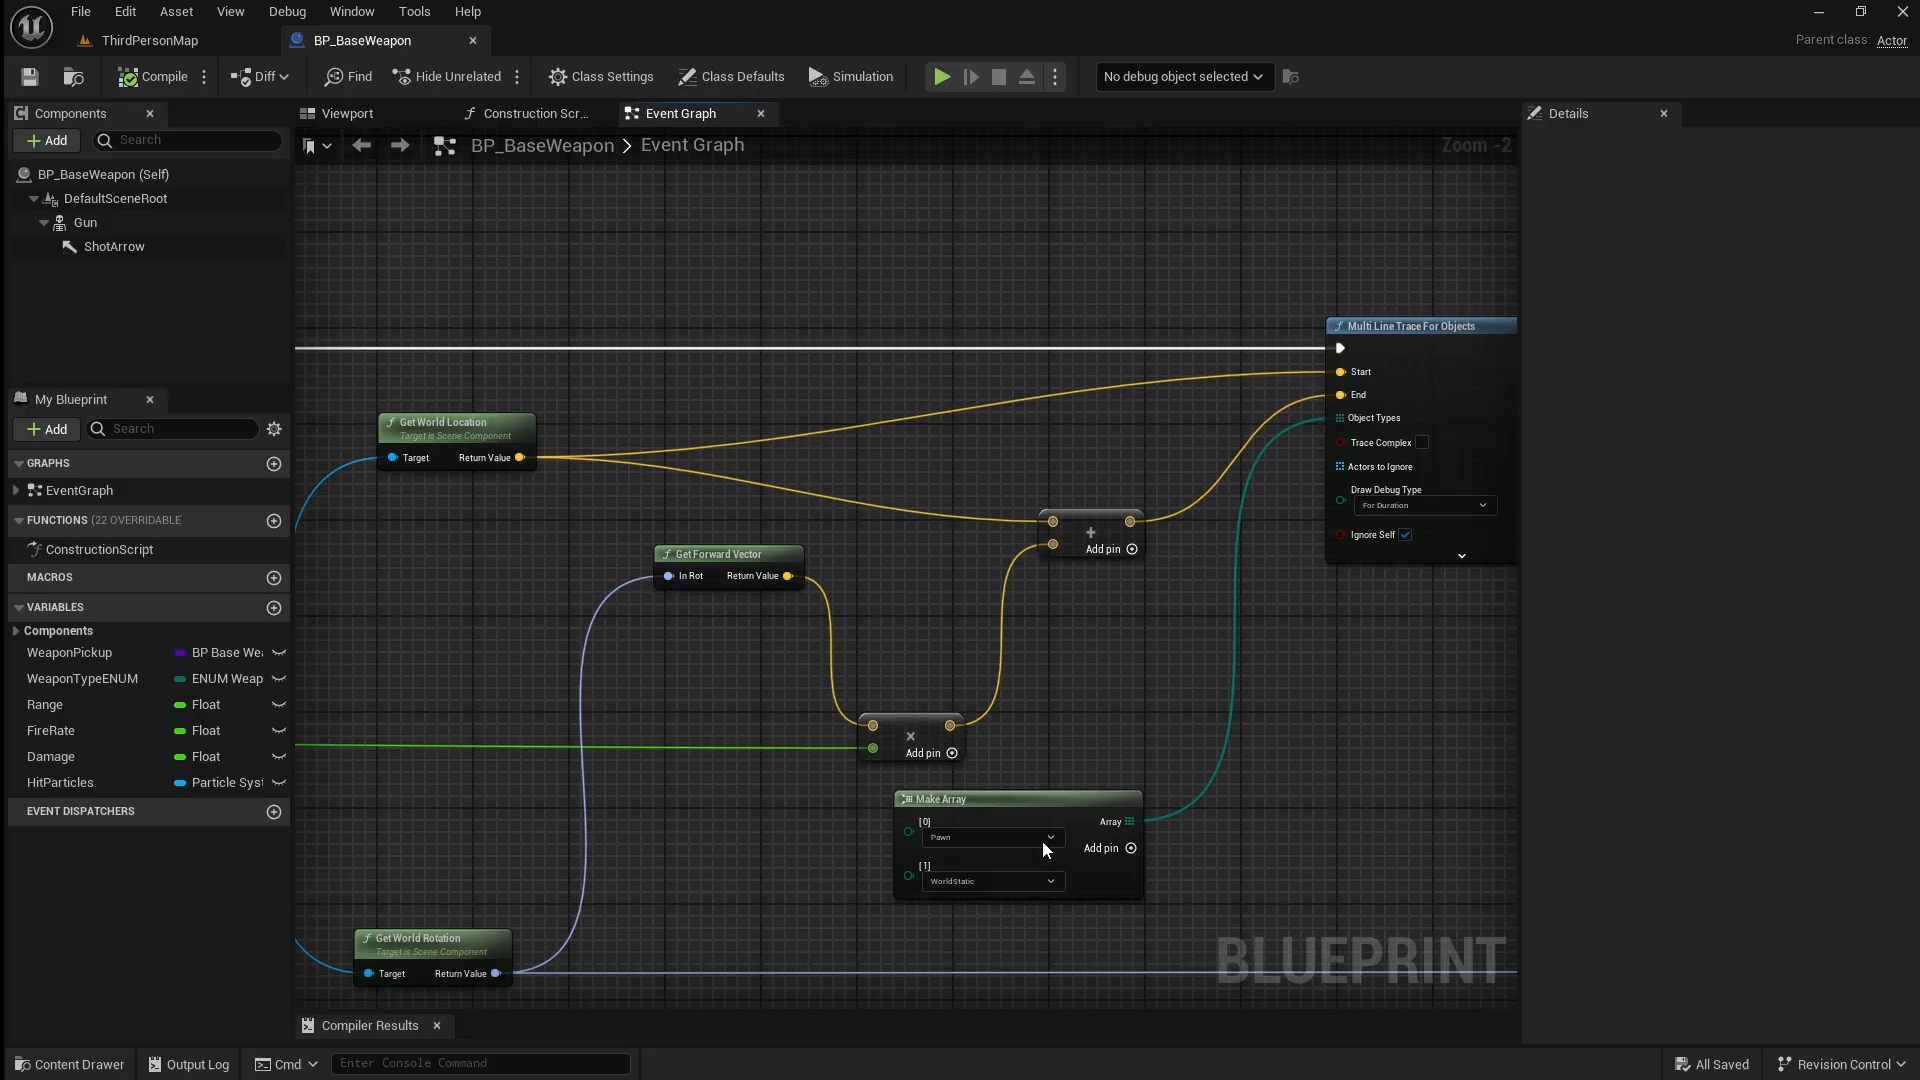 File Edit Asset View Debug Window Tools Help
ThirdPersonMap
BP_BaseWeapon
Parent class: Actor
Compile
Diff
Find
Hide Unrelated
Class Settings
Class Defaults
Simulation
No debug object selected
Components
Add
Search
BP_BaseWeapon (Self)
DefaultSceneRoot
Gun
ShotArrow
My Blueprint
Add
Search
GRAPHS
EventGraph
FUNCTIONS (22 OVERRIDABLE
ConstructionScript
MACROS
VARIABLES
Components
WeaponPickup BP Base Wea
WeaponTypeENUM ENUM Weap
Range Float
FireRate Float
Damage Float
HitParticles Particle Syst
EVENT DISPATCHERS
Viewport
Construction Scr...
Event Graph
BP_BaseWeapon > Event Graph
Zoom -2
Multi Line Trace For Objects
Start
End
Object Types
Trace Complex
Actors to Ignore
Draw Debug Type
For Duration
Ignore Self
Get World Location
Target is Scene Component
Target Return Value
Get Forward Vector
In Rot Return Value
+
Add pin
×
Add pin
Make Array
[0]
Pawn
Array
Add pin
[1]
WorldStatic
Get World Rotation
Target is Scene Component
Target Return Value
BLUEPRINT
Compiler Results
Details
Content Drawer
Output Log
Cmd
Enter Console Command
All Saved
Revision Control